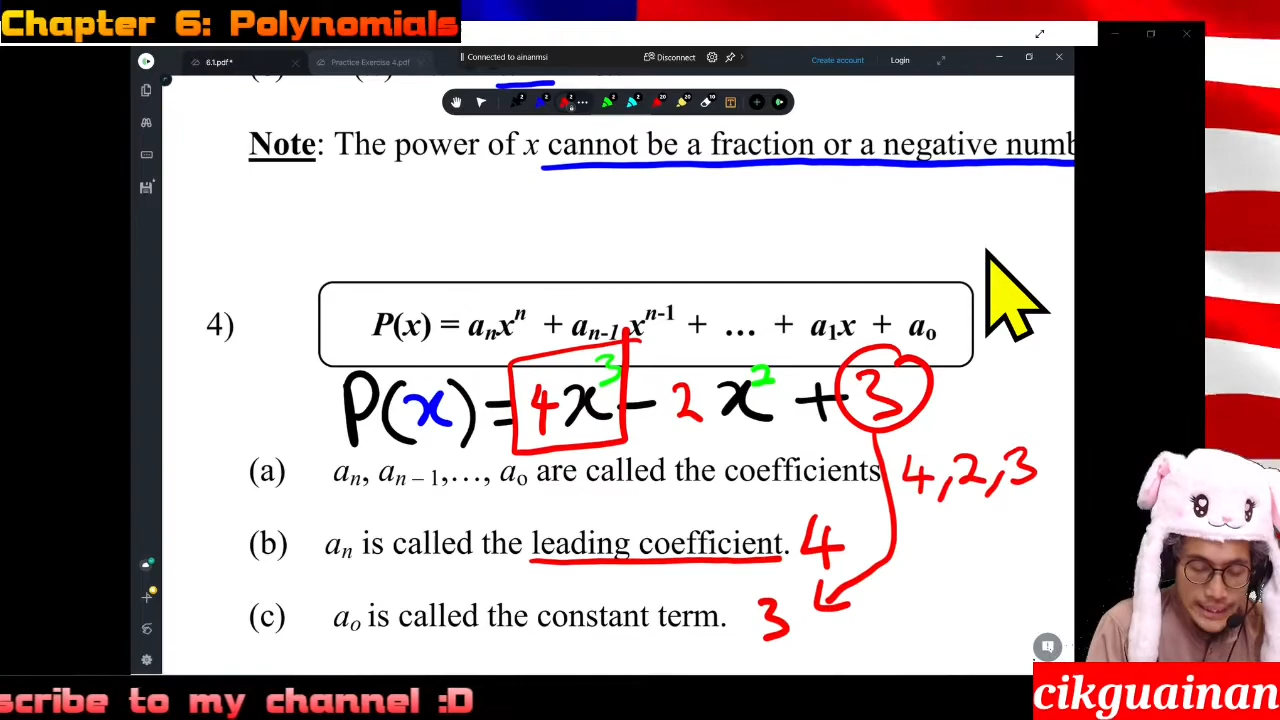 Chapter 6: Polynomials
6.1.pdf*
Practice Exercise 4.pdf
Connected to ainanmsi
Disconnect
Create account
Login
Note: The power of x cannot be a fraction or a negative numb
4)
P(x) = aₙxⁿ + aₙ₋₁xⁿ⁻¹ + … + a₁x + a₀
P(x) = 4x³ − 2x² + 3
(a) aₙ, aₙ₋₁,…, a₀ are called the coefficients 4,2,3
(b) aₙ is called the leading coefficient. 4
(c) a₀ is called the constant term. 3
scribe to my channel :D
cikguainan